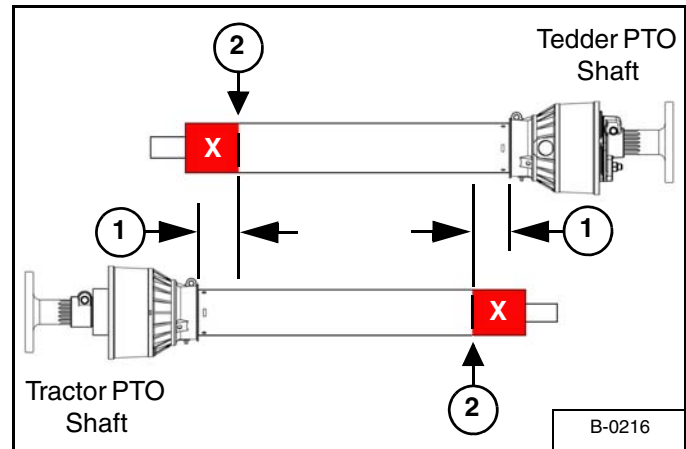 2
Tedder PTO
Shaft
X
1
1
X
Tractor PTO
Shaft
2
B-0216